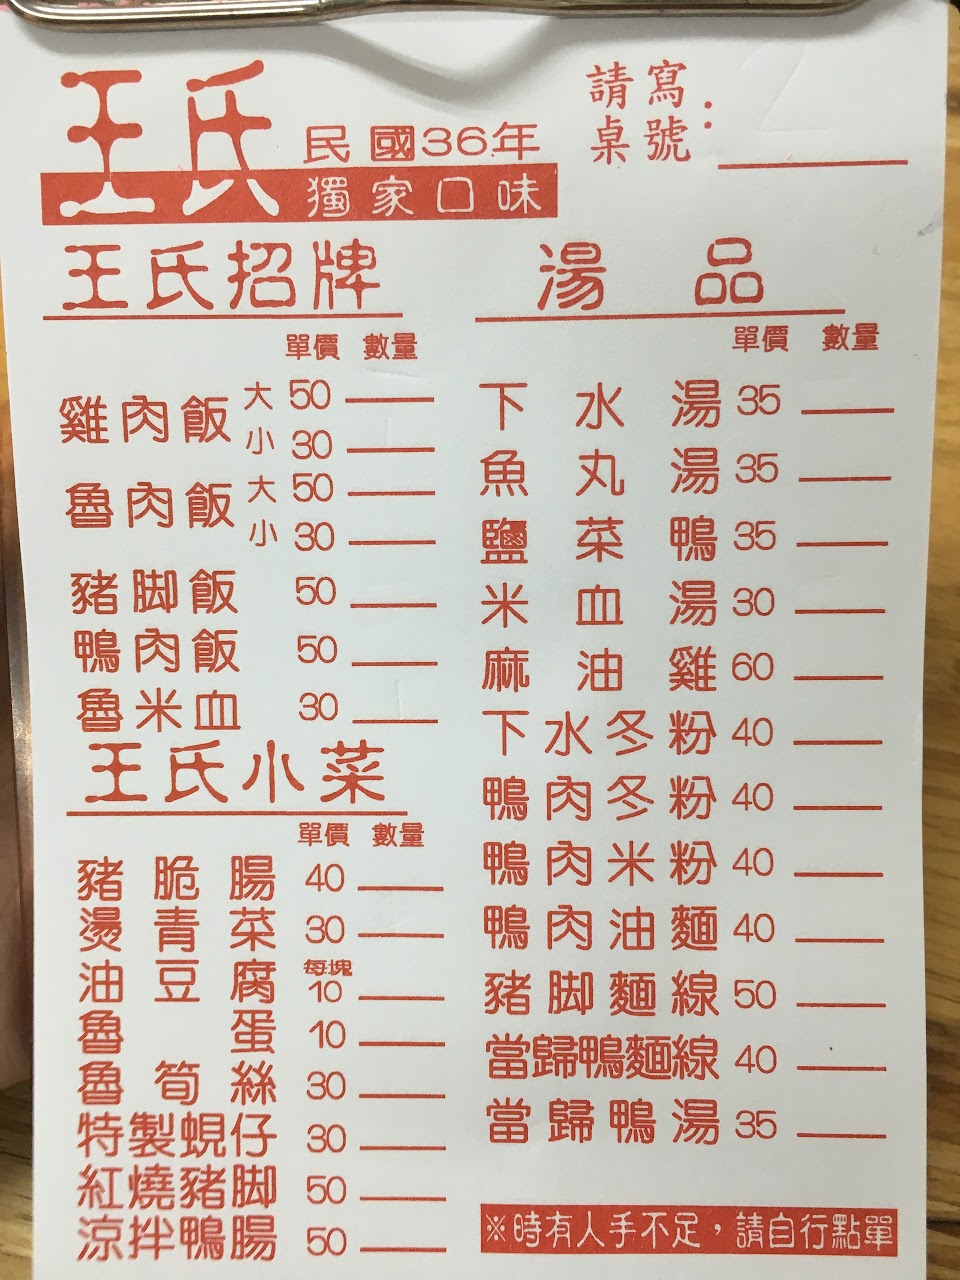 王氏 民國36年
獨家口味
請寫
桌號：
王氏招牌
單價 數量
雞肉飯 大 50
小 30
魯肉飯 大 50
小 30
豬脚飯 50
鴨肉飯 50
魯米血 30
王氏小菜
單價 數量
豬脆腸 40
燙青菜 30
油豆腐 每塊 10
魯蛋 10
魯筍絲 30
特製蜆仔 30
紅燒豬脚 50
涼拌鴨腸 50
湯品
單價 數量
下水湯 35
魚丸湯 35
鹽菜鴨 35
米血湯 30
麻油雞 60
下水冬粉 40
鴨肉冬粉 40
鴨肉米粉 40
鴨肉油麵 40
豬脚麵線 50
當歸鴨麵線 40
當歸鴨湯 35
※時有人手不足，請自行點單